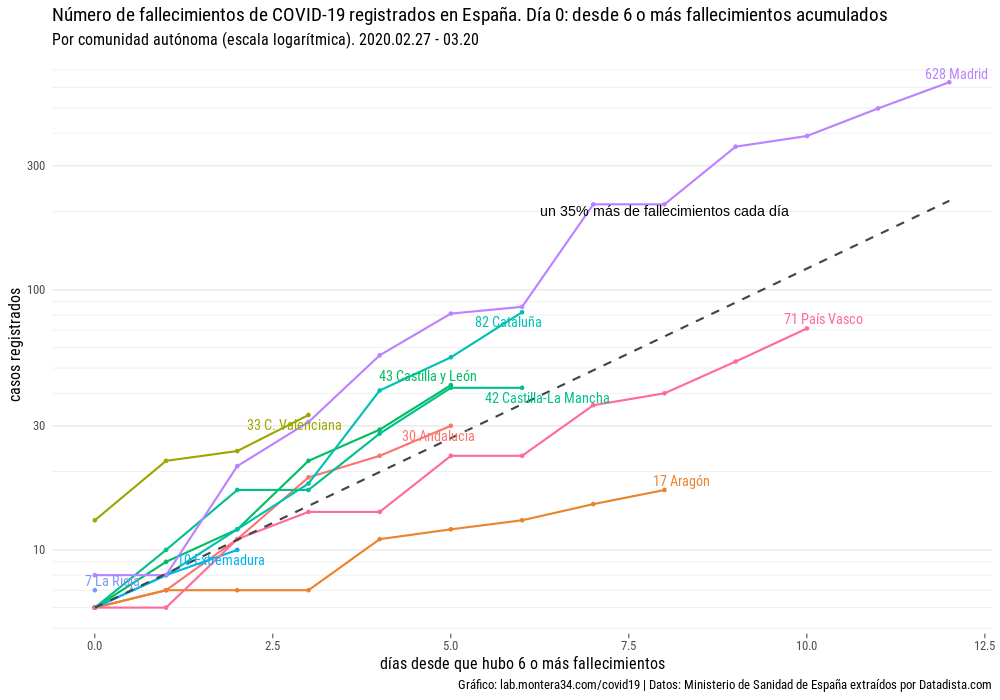 Número de fallecimientos de COVID-19 registrados en España. Día 0: desde 6 o más fallecimientos acumulados
Por comunidad autónoma (escala logarítmica). 2020.02.27 - 03.20
628 Madrid
300
un 35% más de fallecimientos cada día
100
71 País Vasco
82 Cataluña
43 Castilla y León
42 Castilla-La Mancha
33 C. Valenciana
30
30 Andalucía
17 Aragón
10
10 Extremadura
7 La Rioja
casos registrados
0.0
2.5
5.0
7.5
10.0
12.5
días desde que hubo 6 o más fallecimientos
Gráfico: lab.montera34.com/covid19 | Datos: Ministerio de Sanidad de España extraídos por Datadista.com